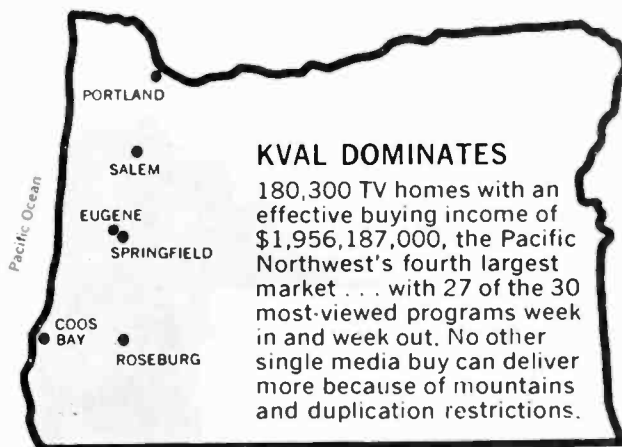 PORTLAND
SALEM
EUGENE
SPRINGFIELD
Pacific Ocean
COOS
BAY
ROSEBURG
KVAL DOMINATES
180,300 TV homes with an
effective buying income of
$1,956,187,000, the Pacific
Northwest's fourth largest
market . . . with 27 of the 30
most-viewed programs week
in and week out. No other
single media buy can deliver
more because of mountains
and duplication restrictions.